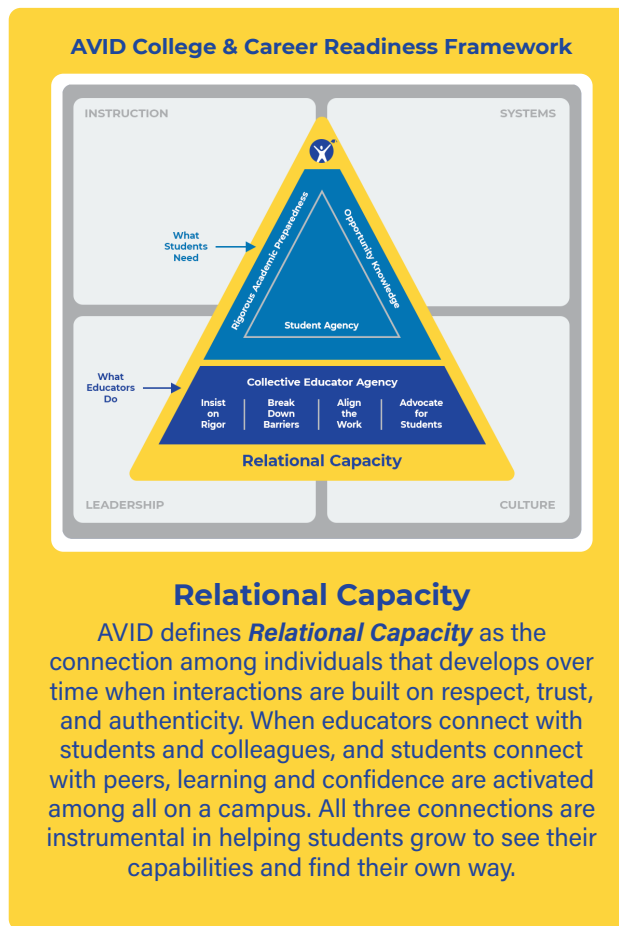 AVID College & Career Readiness Framework
INSTRUCTION
SYSTEMS
What
Students
Need
Rigorous Academic Preparedness
Opportunity Knowledge
Student Agency
What
Educators
Do
Collective Educator Agency
Insist
on
Rigor
Break
Down
Barriers
Align
the
Work
Advocate
for
Students
Relational Capacity
LEADERSHIP
CULTURE
Relational Capacity
AVID defines Relational Capacity as the
connection among individuals that develops over
time when interactions are built on respect, trust,
and authenticity. When educators connect with
students and colleagues, and students connect
with peers, learning and confidence are activated
among all on a campus. All three connections are
instrumental in helping students grow to see their
capabilities and find their own way.